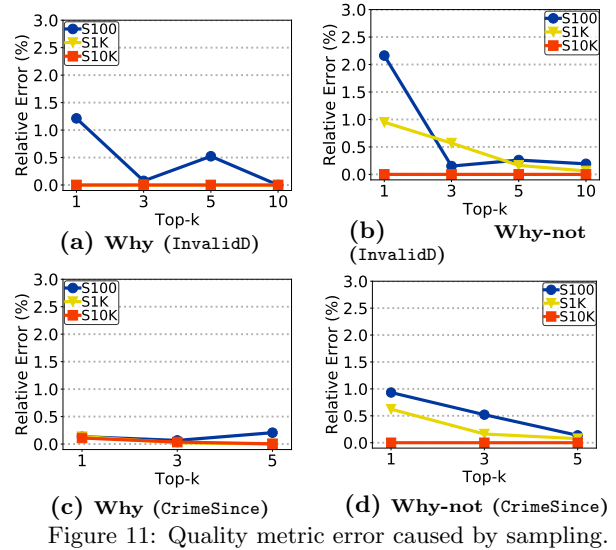 3.0
2.5
2.0
1.5
1.0
0.5
0.0
Relative Error (%)
S100
S1K
S10K
1 3 5 10
Top-k
(a) Why (InvalidD)
3.0
2.5
2.0
1.5
1.0
0.5
0.0
Relative Error (%)
S100
S1K
S10K
1 3 5 10
Top-k
(b) Why-not
(InvalidD)
3.0
2.5
2.0
1.5
1.0
0.5
0.0
Relative Error (%)
S100
S1K
S10K
1 3 5
Top-k
(c) Why (CrimeSince)
3.0
2.5
2.0
1.5
1.0
0.5
0.0
Relative Error (%)
S100
S1K
S10K
1 3 5
Top-k
(d) Why-not (CrimeSince)
Figure 11: Quality metric error caused by sampling.